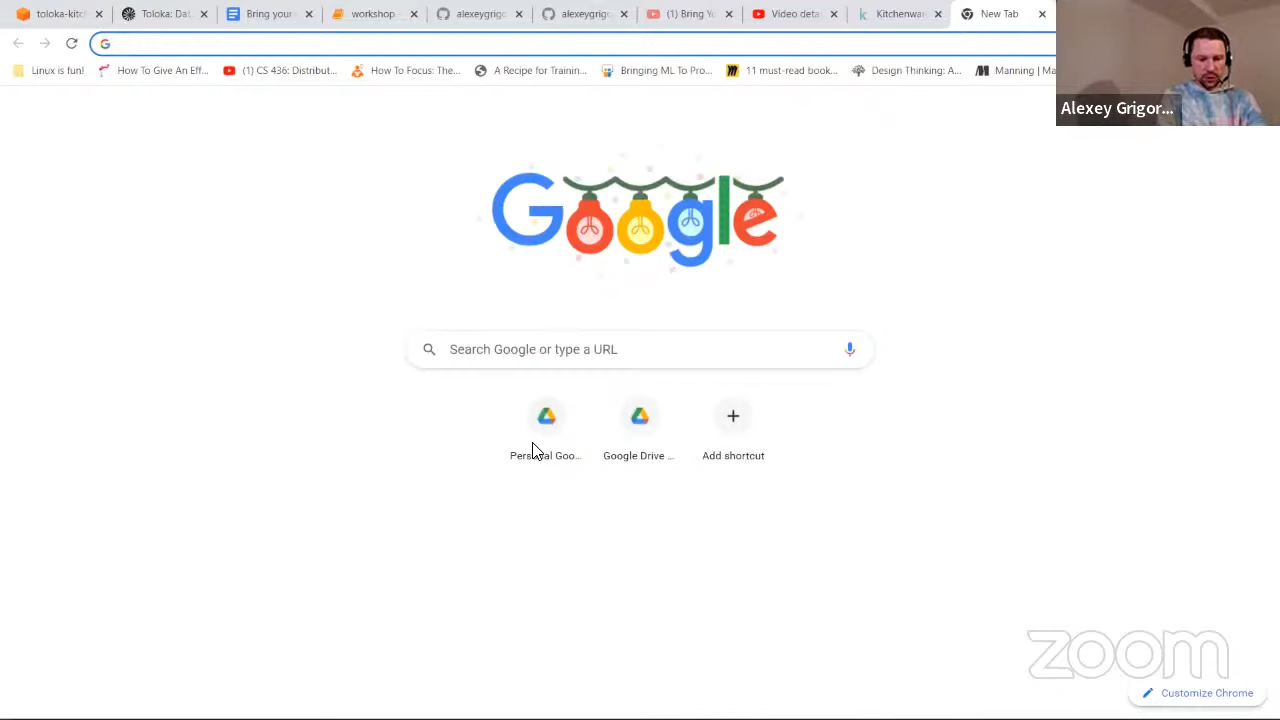 toloka.kitc
Toloka: Dat
Bring your
workshop
alexeygrigo
alexeygrigo
(1) Bring Yo
Video detai
Kitchenwar
New Tab
Linux is fun!
How To Give An Eff...
(1) CS 436: Distribut...
How To Focus: The...
A Recipe for Trainin...
Bringing ML To Pro...
11 must-read book...
Design Thinking: A...
Manning | Ma
Alexey Grigor...
Google
Search Google or type a URL
Personal Goo...
Google Drive ...
Add shortcut
zoom
Customize Chrome